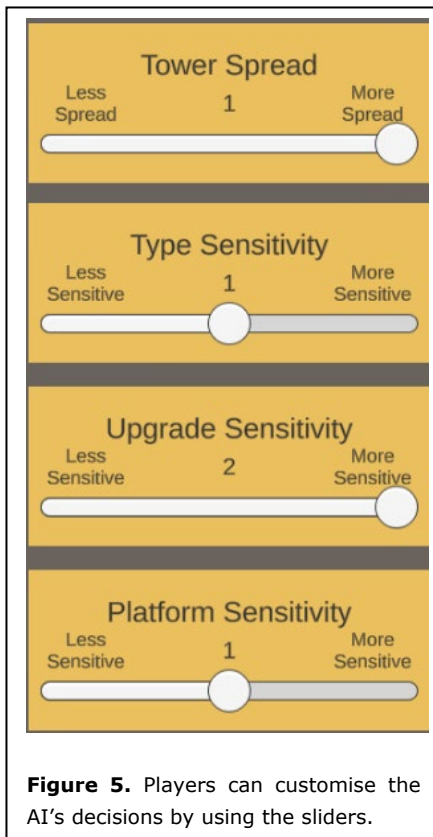 Tower Spread
Less Spread 1 More Spread
Type Sensitivity
Less Sensitive 1 More Sensitive
Upgrade Sensitivity
Less Sensitive 2 More Sensitive
Platform Sensitivity
Less Sensitive 1 More Sensitive
Figure 5. Players can customise the
AI's decisions by using the sliders.